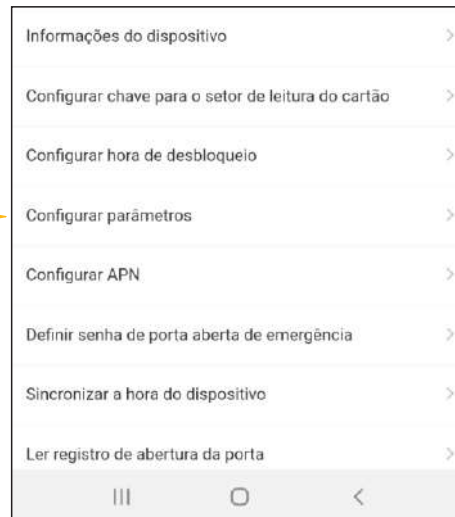 Informações do dispositivo
Configurar chave para o setor de leitura do cartão
Configurar hora de desbloqueio
Configurar parâmetros
Configurar APN
Definir senha de porta aberta de emergência
Sincronizar a hora do dispositivo
Ler registro de abertura da porta